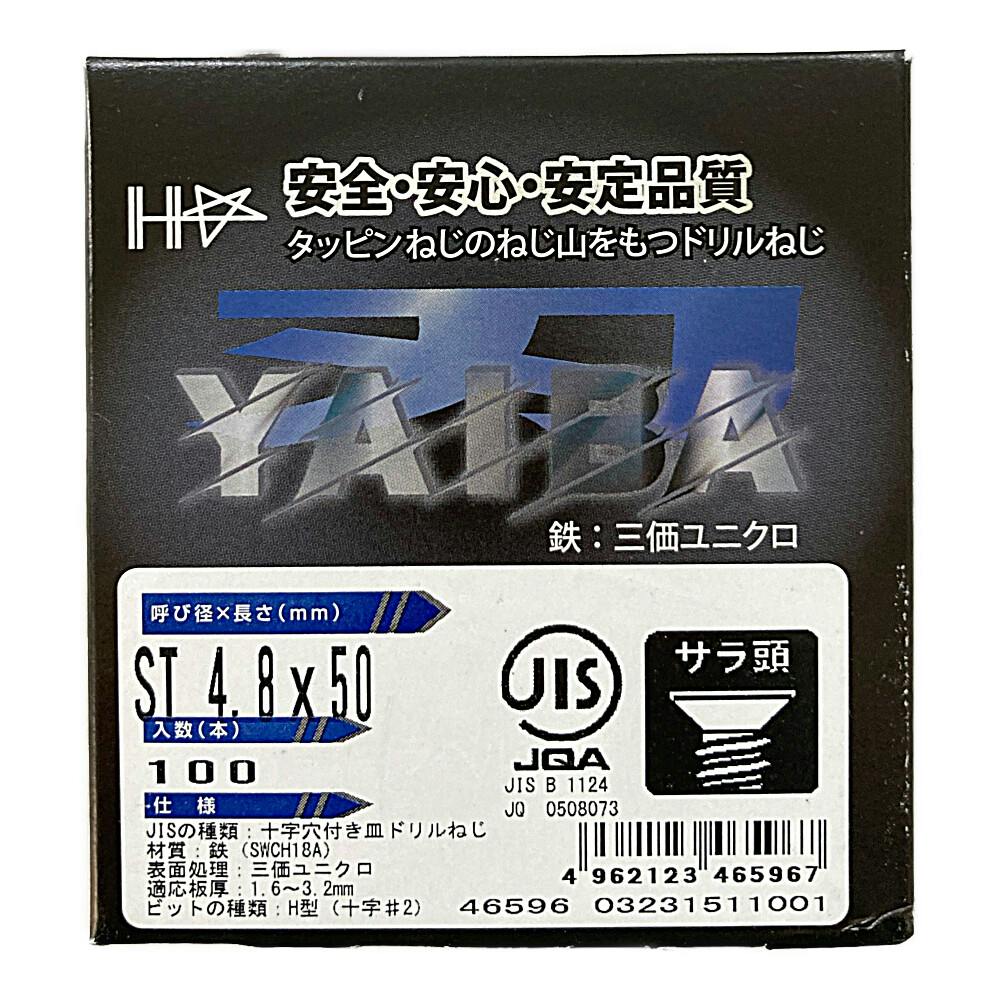 安全・安心・安定品質
タッピンねじのねじ山をもつドリルねじ
YAIBA
鉄：三価ユニクロ
呼び径×長さ(mm)
ST 4.8x50
入数(本)
100
仕 様
JISの種類：十字穴付き皿ドリルねじ
材質：鉄（SWCH18A）
表面処理：三価ユニクロ
適応板厚：1.6〜3.2mm
ビットの種類：H型（十字♯2）
JIS
JQA
JIS B 1124
JQ 0508073
サラ頭
4 962123 465967
46596 03231511001